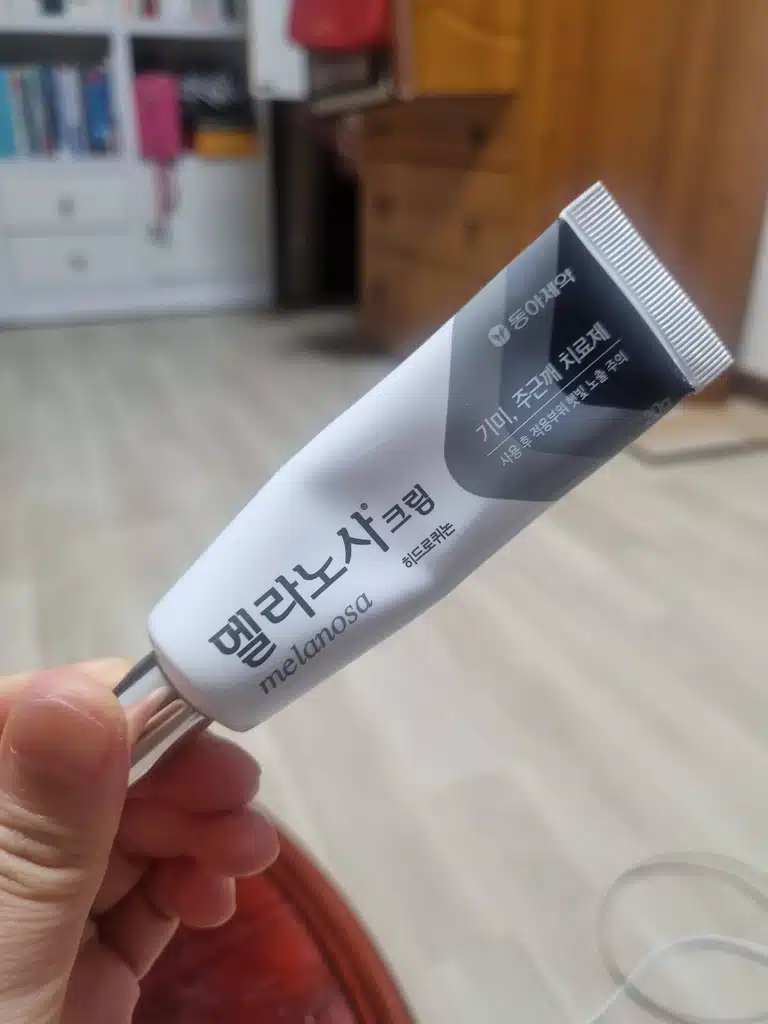 동아제약
기미, 주근깨 치료제
사용 후 적용부위 햇빛 노출 주의
20g
멜라노사® 크림
히드로퀴논
melanosa